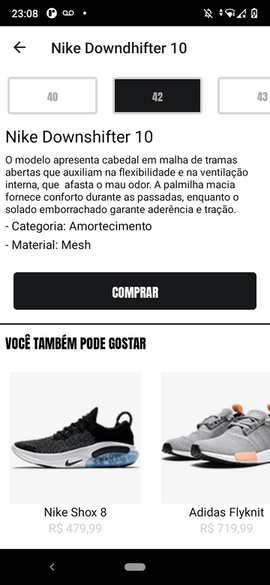 23:08
Nike Downdhifter 10
40 42 43
Nike Downshifter 10
O modelo apresenta cabedal em malha de tramas
abertas que auxiliam na flexibilidade e na ventilação
interna, que afasta o mau odor. A palmilha macia
fornece conforto durante as passadas, enquanto o
solado emborrachado garante aderência e tração.
- Categoria: Amortecimento
- Material: Mesh
COMPRAR
VOCÊ TAMBÉM PODE GOSTAR
Nike Shox 8 Adidas Flyknit
R$ 479,99 R$ 719,99